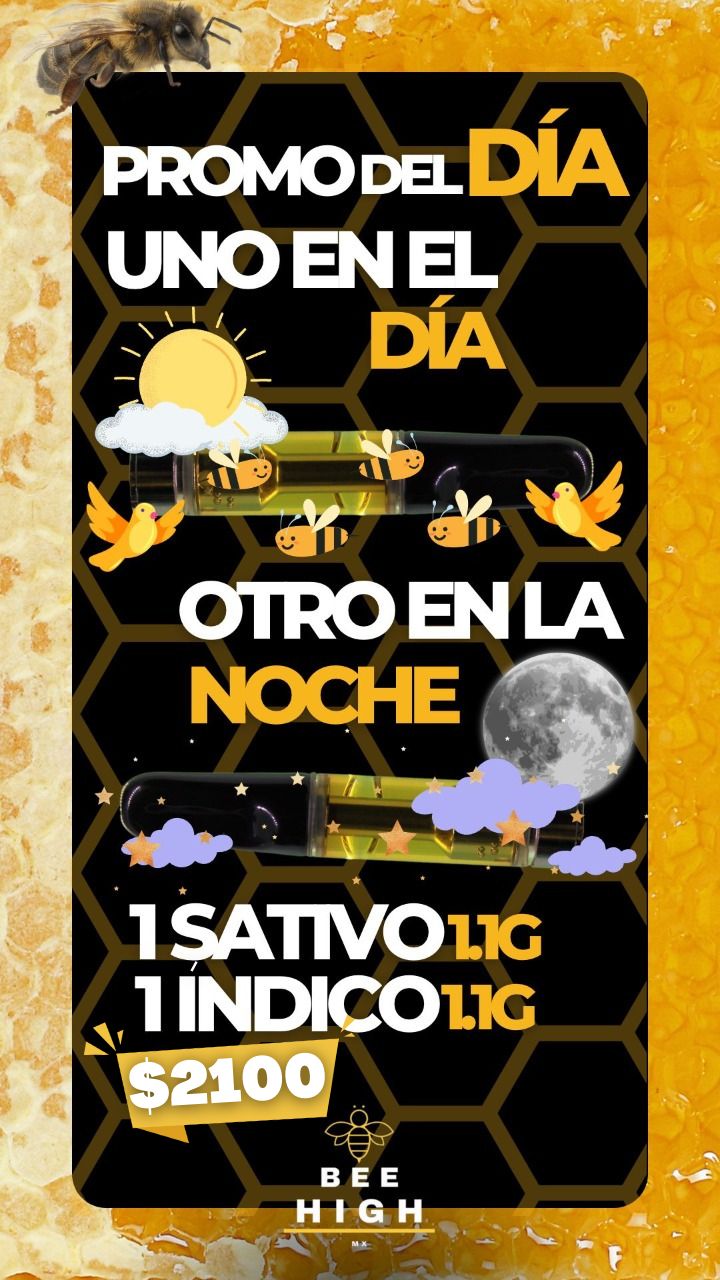 PROMO DEL DÍA
UNO EN EL
DÍA
OTRO EN LA
NOCHE
1 SATIVO 1.1G
1 ÍNDICO 1.1G
$2100
BEE
HIGH
MX